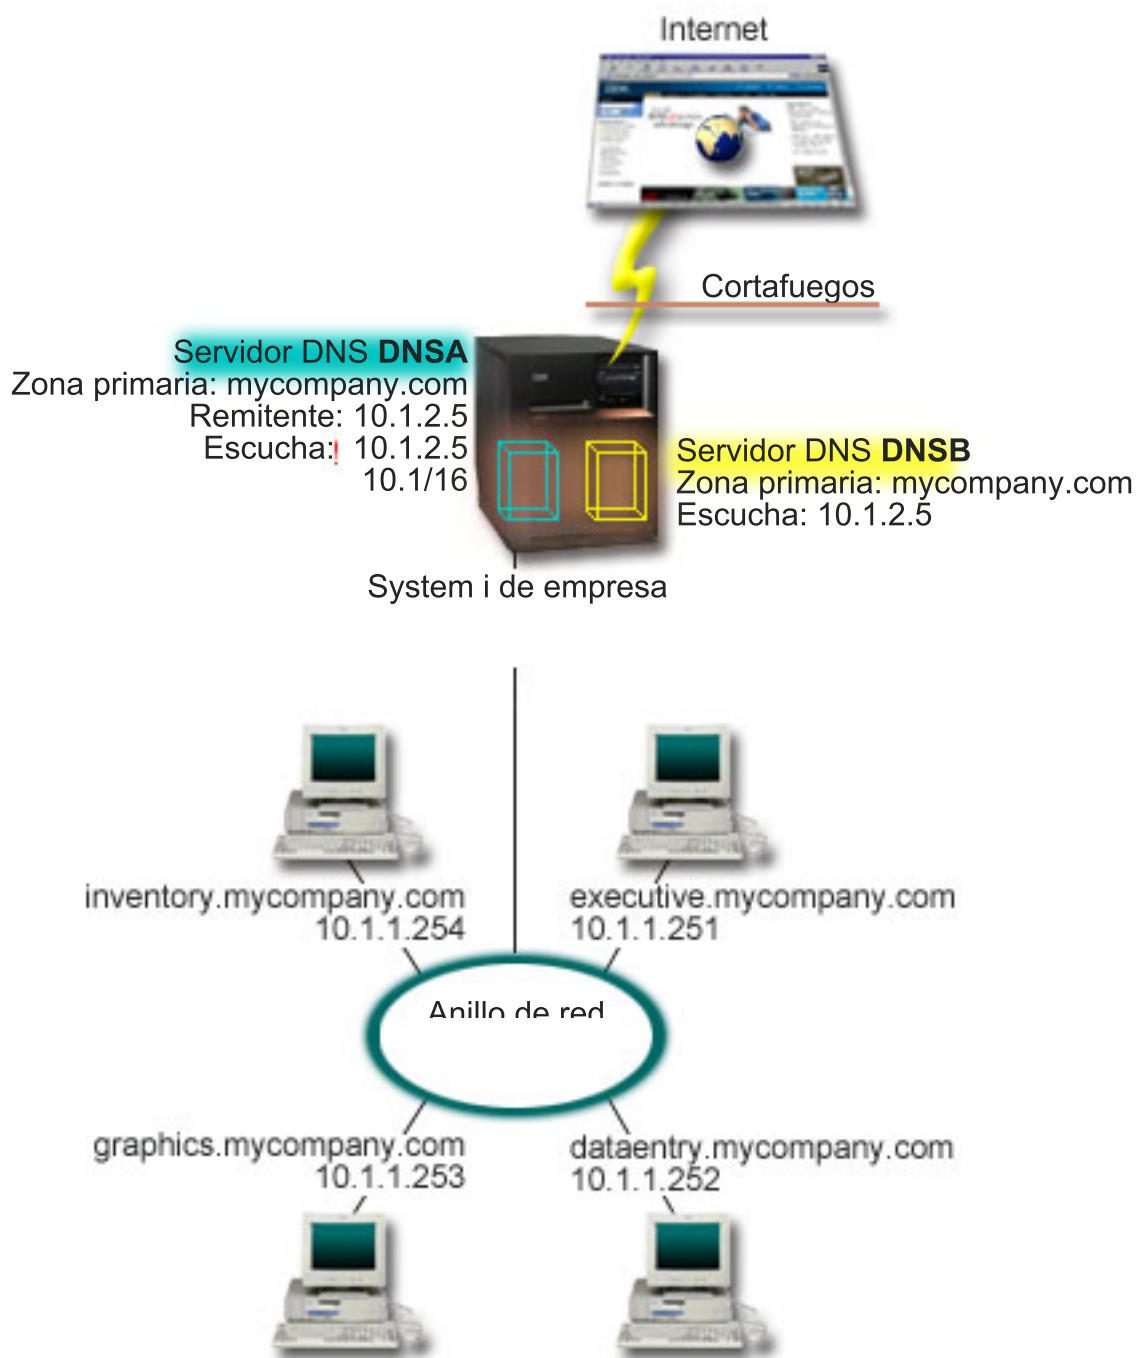 Internet
Cortafuegos
Servidor DNS DNSA
Zona primaria: mycompany.com
Remitente: 10.1.2.5
Escucha: 10.1.2.5
10.1/16
Servidor DNS DNSB
Zona primaria: mycompany.com
Escucha: 10.1.2.5
System i de empresa
inventory.mycompany.com
10.1.1.254
executive.mycompany.com
10.1.1.251
Anillo de red
graphics.mycompany.com
10.1.1.253
dataentry.mycompany.com
10.1.1.252